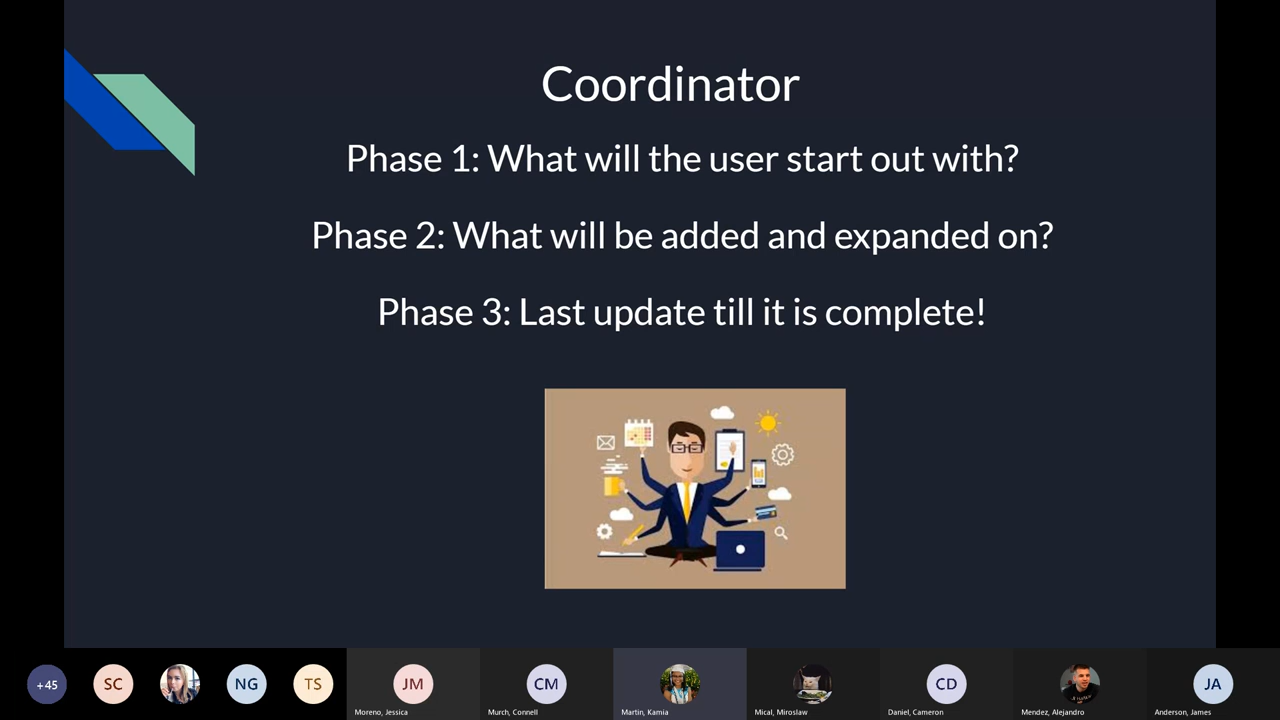 Coordinator
Phase 1: What will the user start out with?
Phase 2: What will be added and expanded on?
Phase 3: Last update till it is complete!
+45
SC
NG
TS
JM
Moreno, Jessica
CM
Murch, Connell
Martin, Kamia
Mical, Miroslaw
CD
Daniel, Cameron
Mendez, Alejandro
JA
Anderson, James